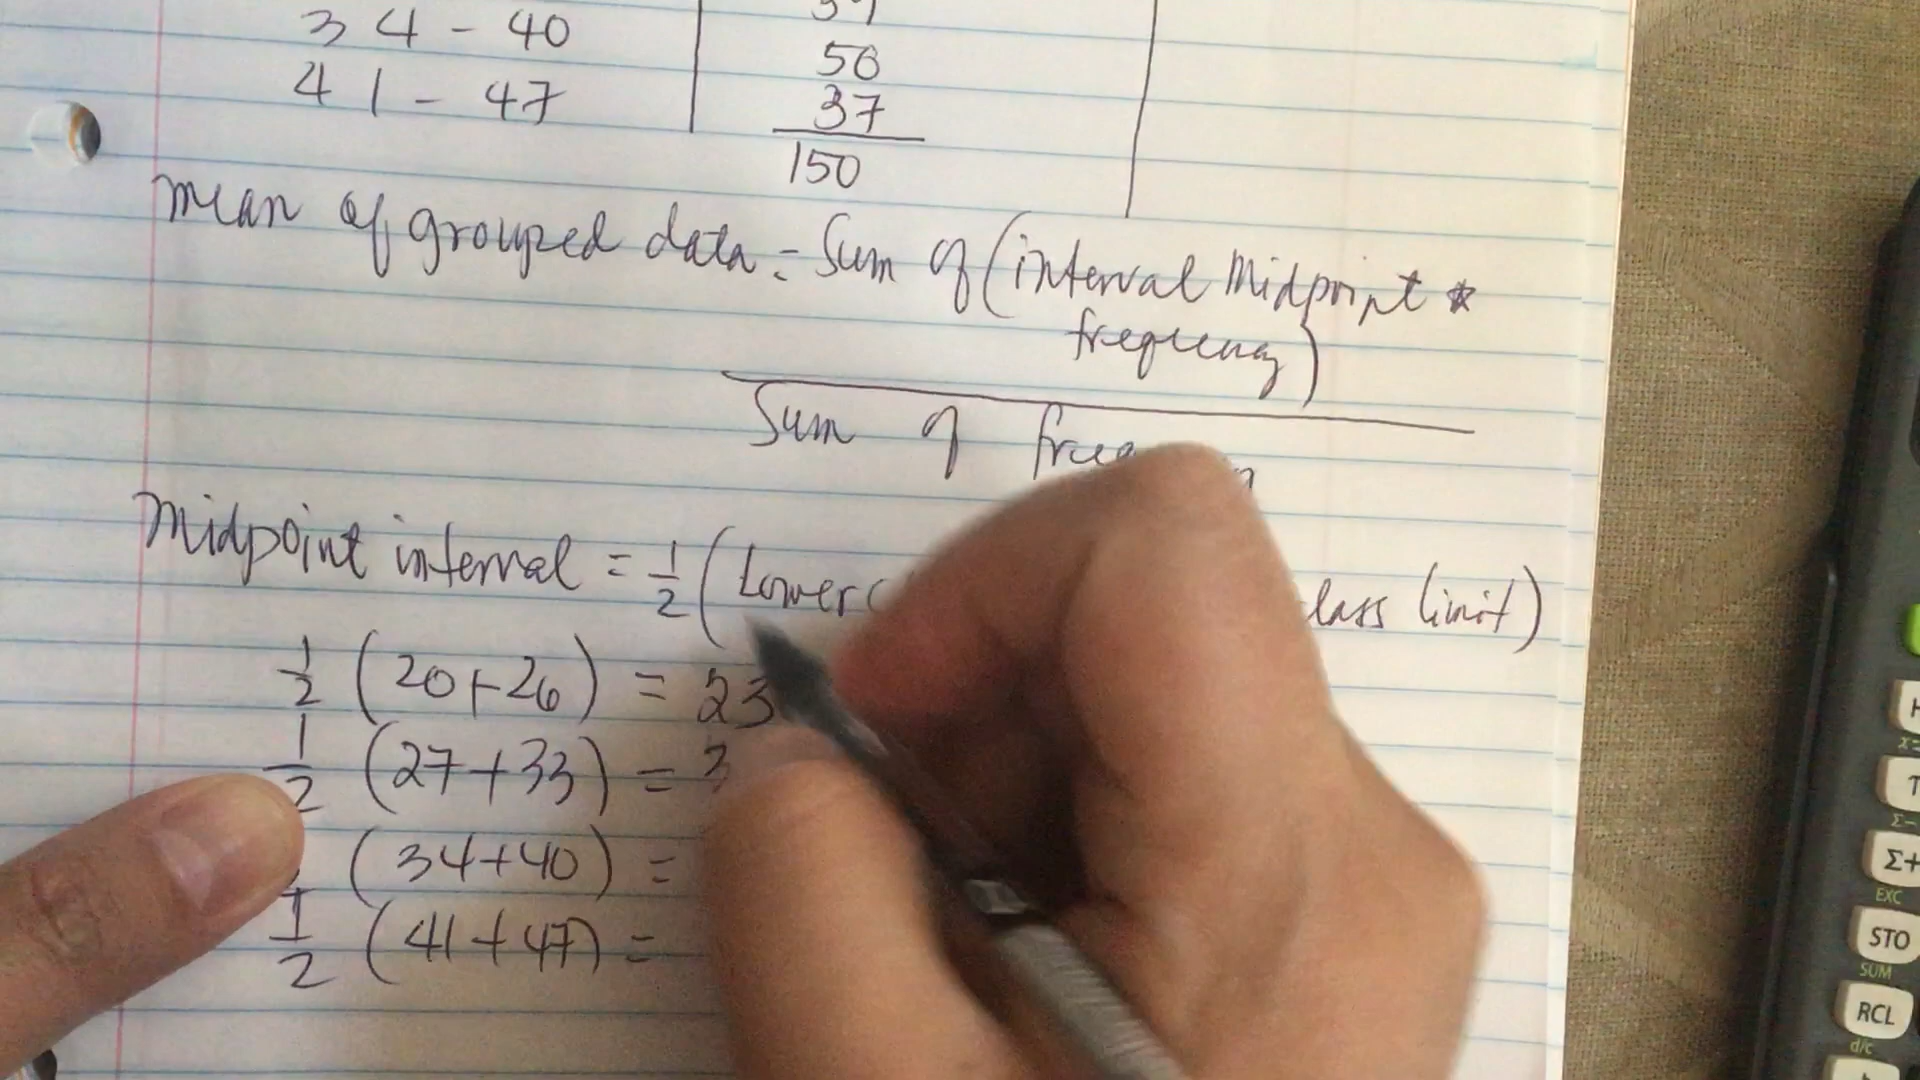 34 - 40
50
41 - 47
37
150
Mean of grouped data = Sum of (interval Midpoint *
frequency)
Sum of
Midpoint interval = 1/2 (Lower class limit)
1/2 (20+26) = 23
1/2 (27+33) =
(34+40) =
1/2 (41+47) =
Σ+
EXC
STO
SUM
RCL
d/c